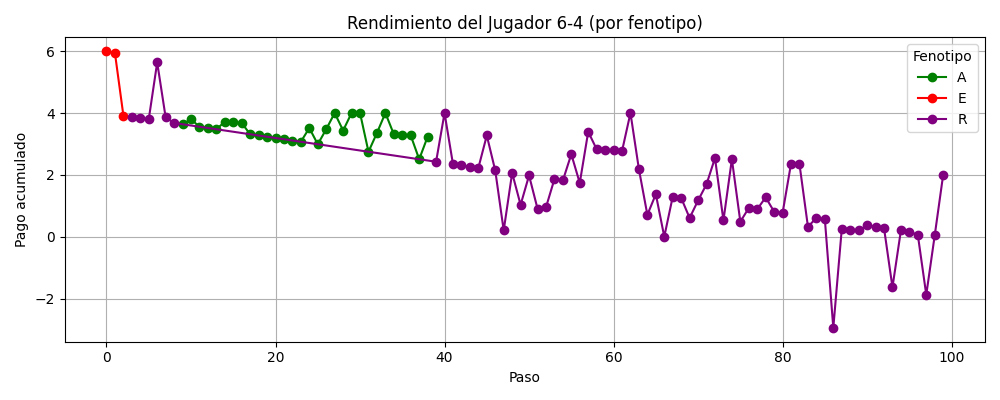 Rendimiento del Jugador 6-4 (por fenotipo)
Pago acumulado
6
4
2
0
−2
Fenotipo
A
E
R
0
20
40
60
80
100
Paso